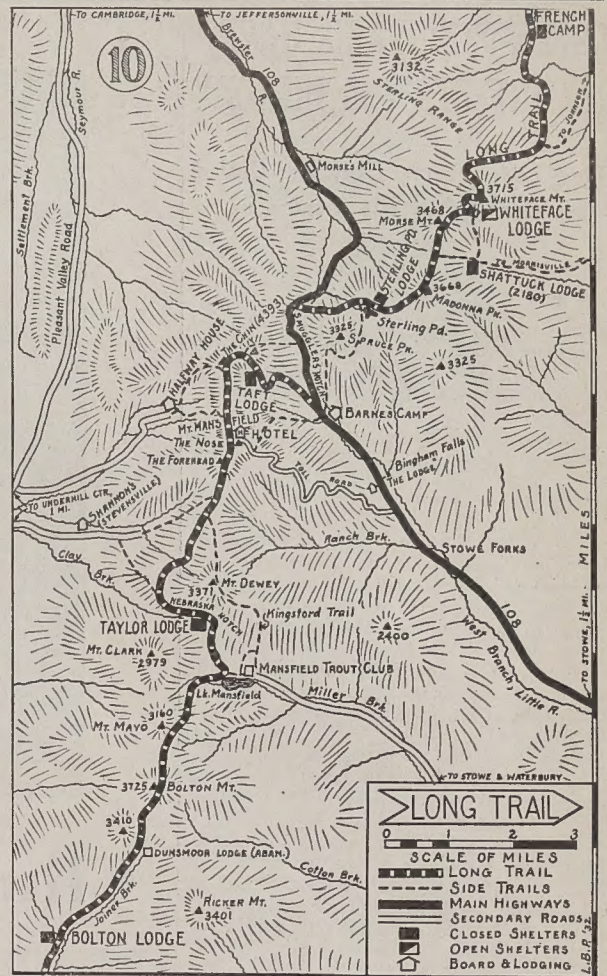 TO CAMBRIDGE, 1½ MI.
TO JEFFERSONVILLE, 1½ MI.
FRENCH
CAMP
10
Brewster
R.
108
3132
STERLING RANGE
Seymour R.
Settlement Brk.
Pleasant Valley Road
LONG
TRAIL
TO JOHNSON
MORSE'S MILL
3715
WHITEFACE MT.
WHITEFACE
LODGE
3468
MORSE MT.
TO MORRISVILLE
SHATTUCK LODGE
(2180)
STERLING PD.
LODGE
3668
MADONNA PK.
Sterling Pd.
3325
SPRUCE PK.
3325
SMUGGLERS NOTCH
THE CHIN (4393)
HALFWAY HOUSE
TAFT
LODGE
BARNES CAMP
MT. MANSFIELD
HOTEL
THE NOSE
THE FOREHEAD
TOLL
ROAD
Bingham Falls
THE LODGE
TO UNDERHILL CTR.,
1 MI.
SHANNONS
(STEVENSVILLE)
Ranch Brk.
STOWE FORKS
Clay
Brk.
3371
MT. DEWEY
NEBRASKA
NOTCH
TAYLOR LODGE
Kingsford Trail
2400
108
West Branch, Little R.
TO STOWE, 1½ MI.
MILES
MT. CLARK
2979
MANSFIELD TROUT CLUB
Lk. Mansfield
Miller
Brk.
3160
MT. MAYO
TO STOWE & WATERBURY
3725
BOLTON MT.
3410
DUNSMOOR LODGE (ABAN.)
Cotton Brk.
Joiner Brk.
RICKER MT.
3401
BOLTON LODGE
LONG TRAIL
0 1 2 3
SCALE OF MILES
LONG TRAIL
SIDE TRAILS
MAIN HIGHWAYS
SECONDARY ROADS
CLOSED SHELTERS
OPEN SHELTERS
BOARD & LODGING
L.B.P. '32